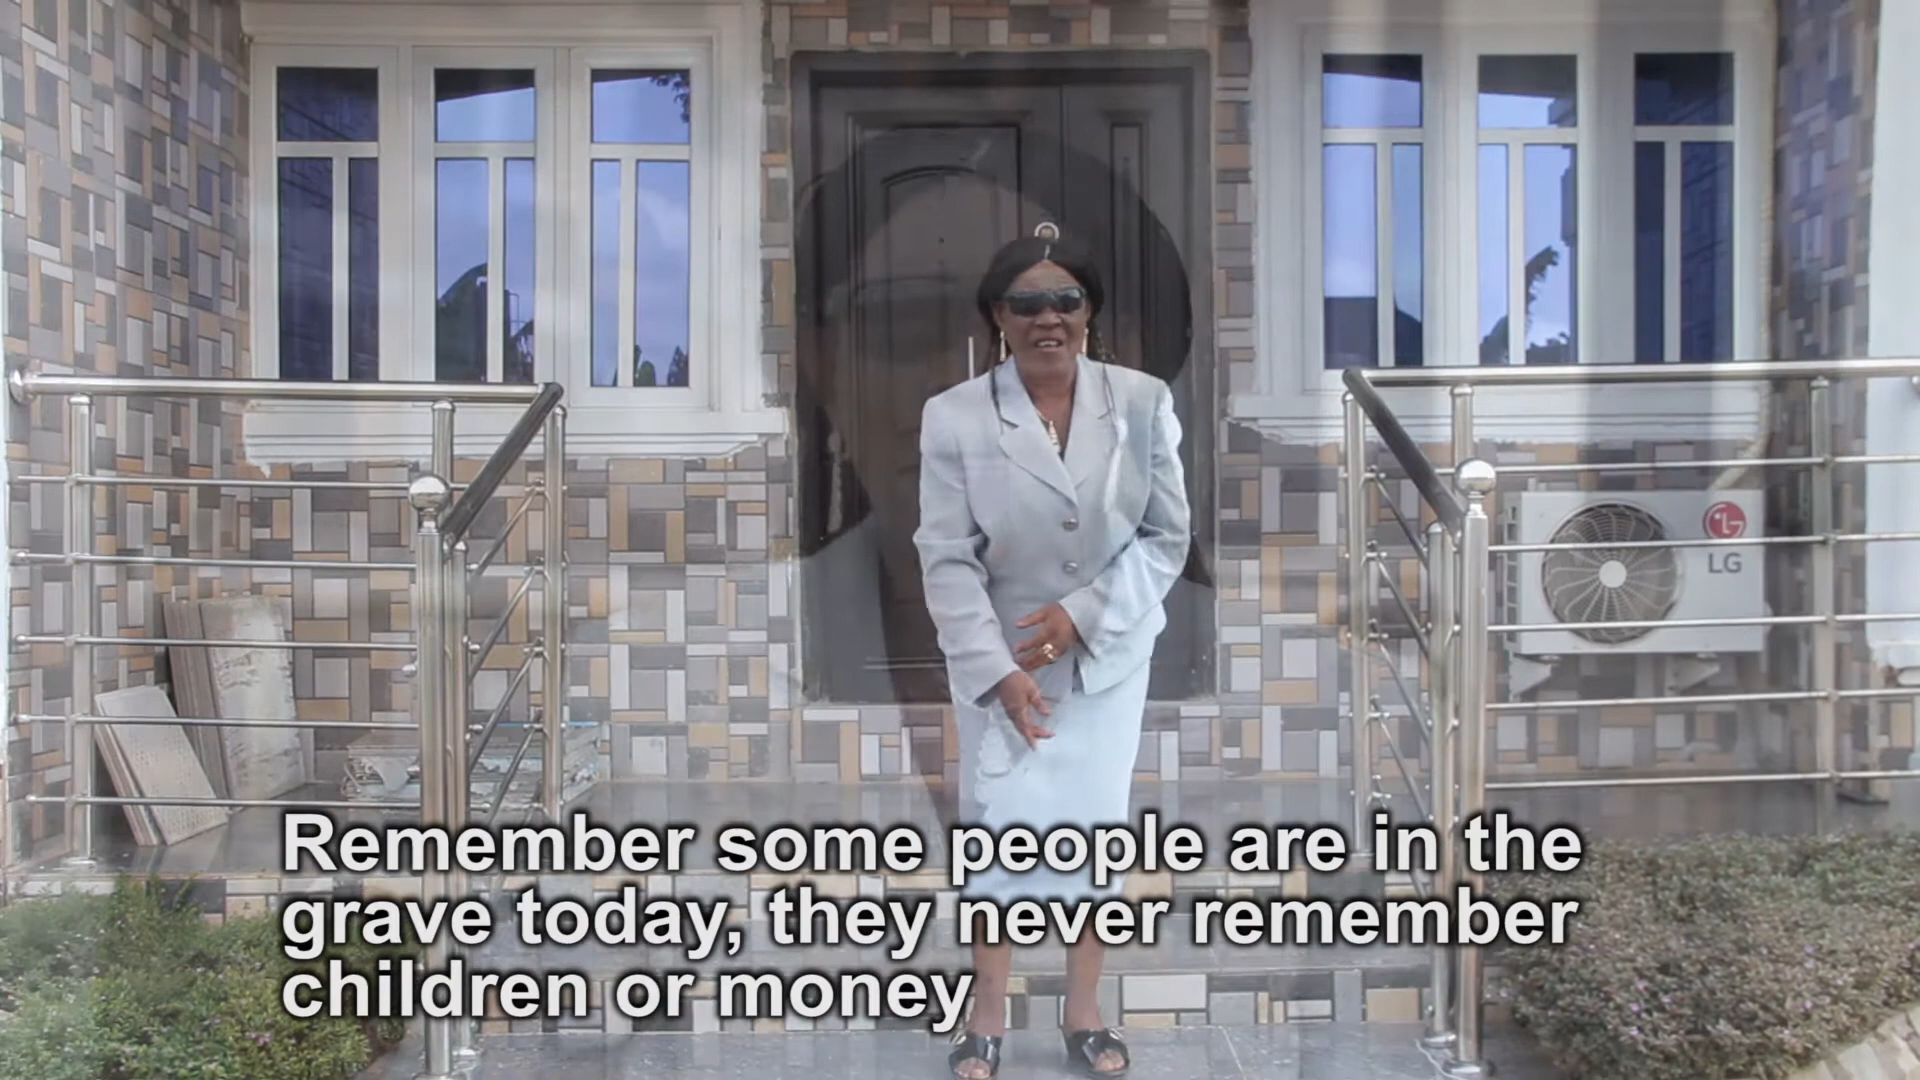 LG
Remember some people are in the
grave today, they never remember
children or money